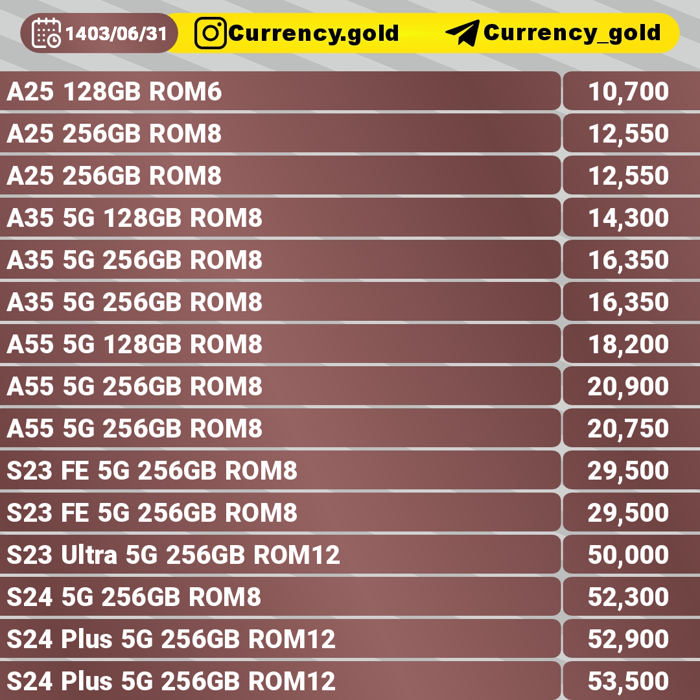 1403/06/31 Currency.gold Currency_gold
A25 128GB ROM6 10,700
A25 256GB ROM8 12,550
A25 256GB ROM8 12,550
A35 5G 128GB ROM8 14,300
A35 5G 256GB ROM8 16,350
A35 5G 256GB ROM8 16,350
A55 5G 128GB ROM8 18,200
A55 5G 256GB ROM8 20,900
A55 5G 256GB ROM8 20,750
S23 FE 5G 256GB ROM8 29,500
S23 FE 5G 256GB ROM8 29,500
S23 Ultra 5G 256GB ROM12 50,000
S24 5G 256GB ROM8 52,300
S24 Plus 5G 256GB ROM12 52,900
S24 Plus 5G 256GB ROM12 53,500